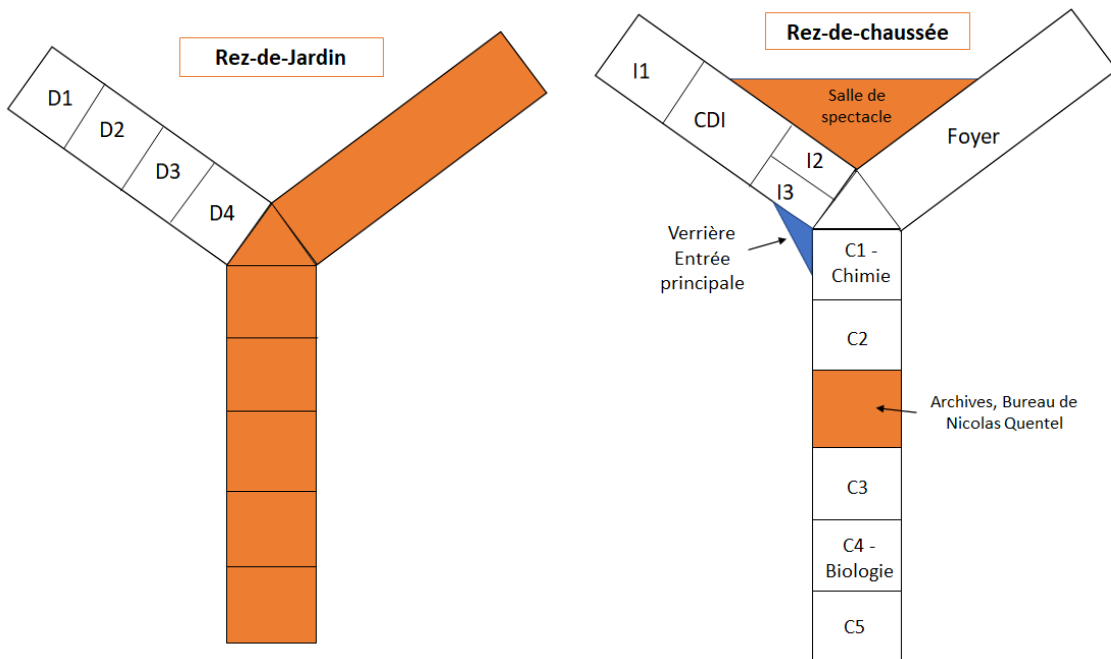 Rez-de-Jardin
D1
D2
D3
D4
Rez-de-chaussée
I1
CDI
I2
I3
Salle de
spectacle
Foyer
Verrière
Entrée
principale
C1 -
Chimie
C2
Archives, Bureau de
Nicolas Quentel
C3
C4 -
Biologie
C5